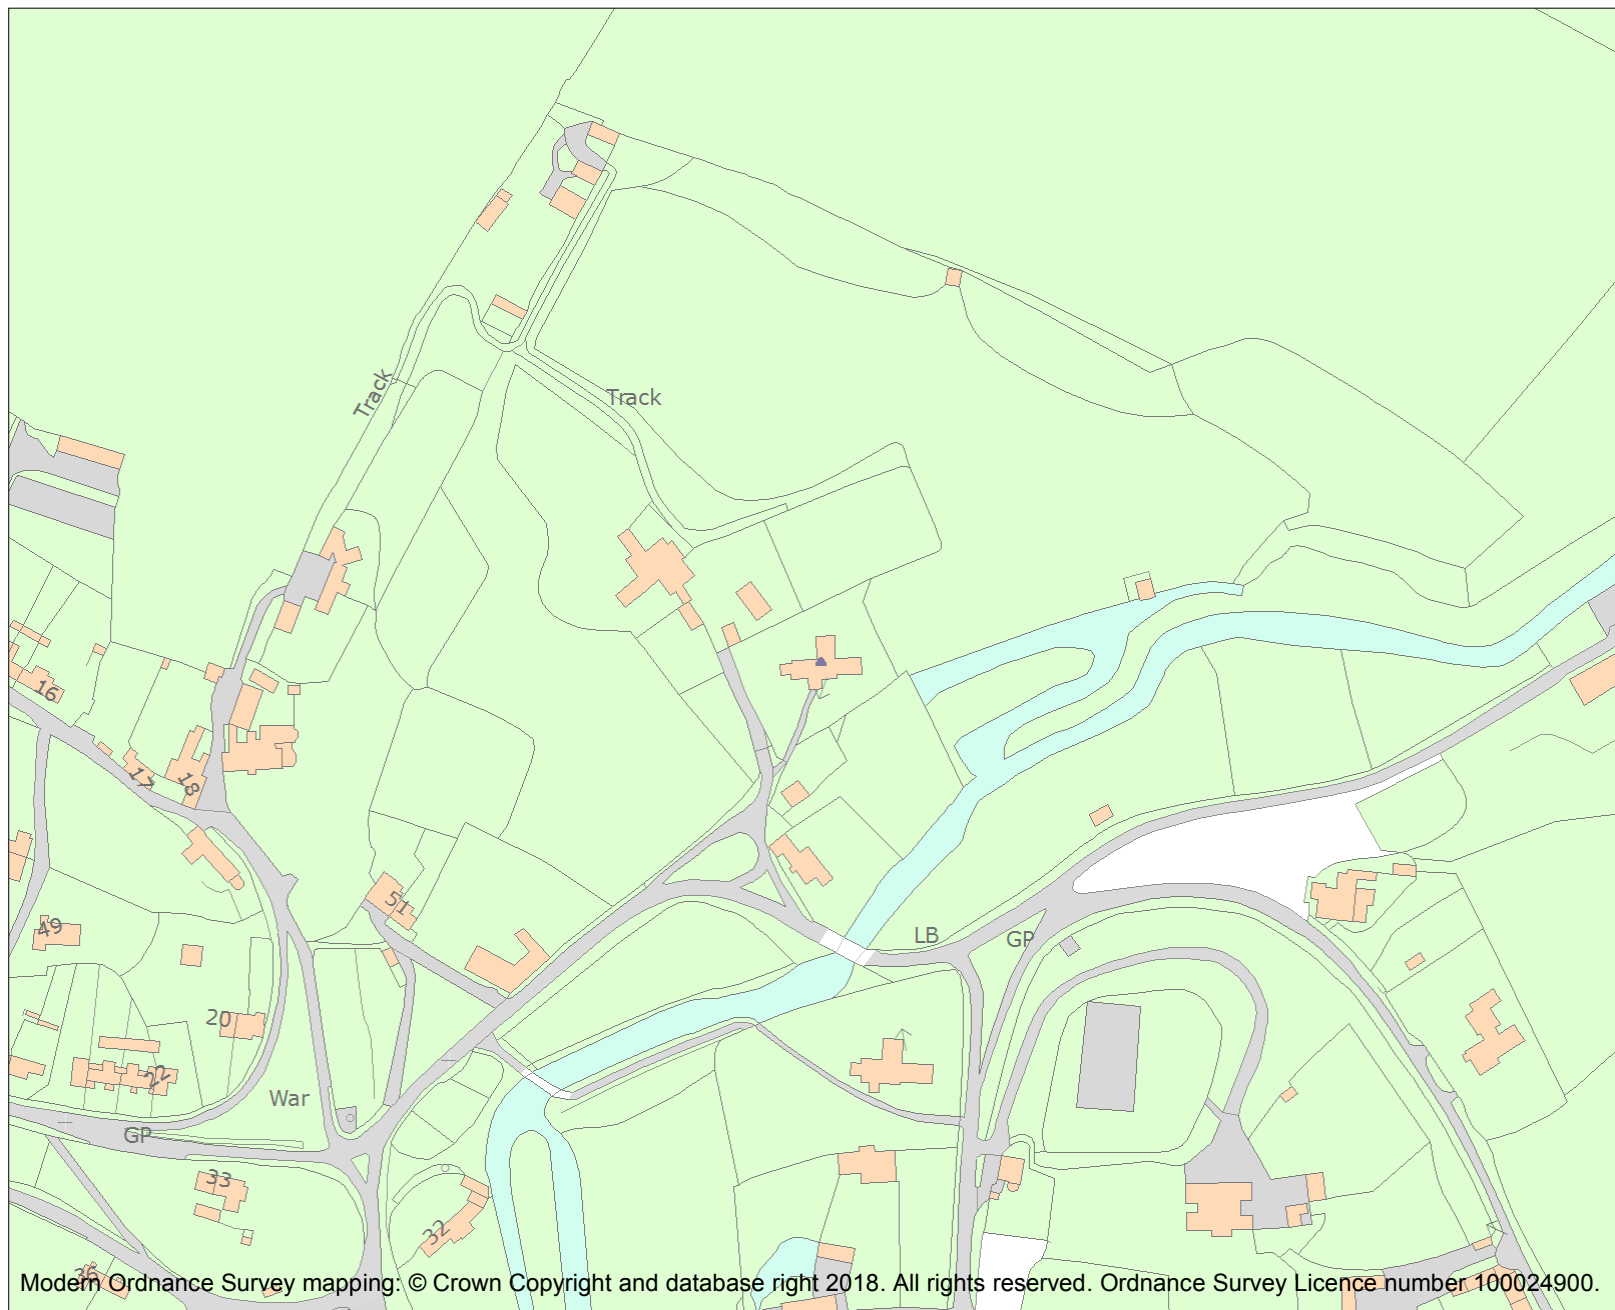 Track
Track
16
17
18
51
49
LB
GP
20
22
War
GP
33
32
36
Modern Ordnance Survey mapping: © Crown Copyright and database right 2018. All rights reserved. Ordnance Survey Licence number 100024900.